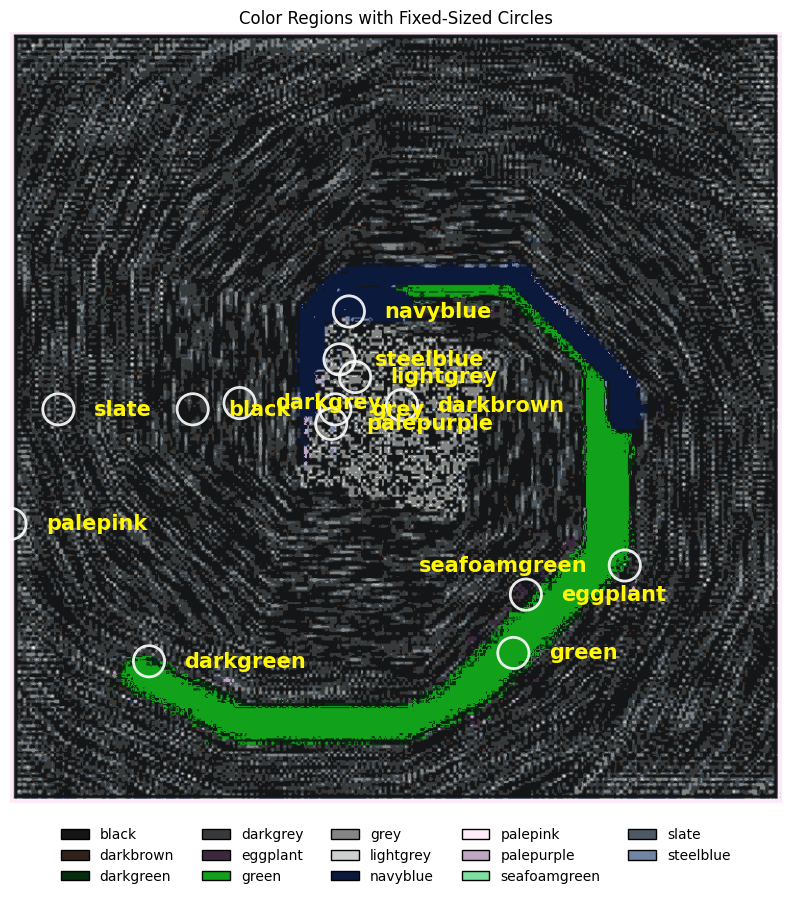 Color Regions with Fixed-Sized Circles
navyblue
steelblue
lightgrey
slate
black
darkgrey
grey
darkbrown
palepurple
palepink
seafoamgreen
eggplant
green
darkgreen
black darkgrey grey palepink slate
darkbrown eggplant lightgrey palepurple steelblue
darkgreen green navyblue seafoamgreen